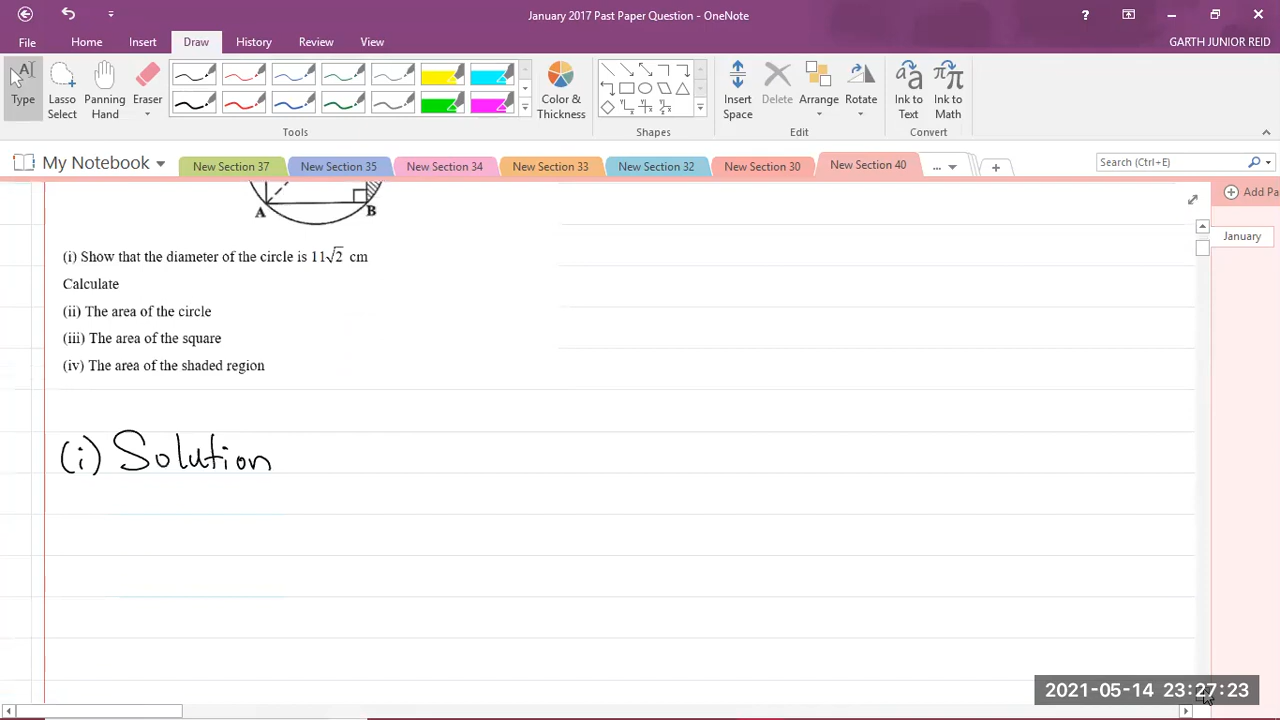 January 2017 Past Paper Question - OneNote
File
Home
Insert
Draw
History
Review
View
GARTH JUNIOR REID
Type
Lasso Select
Panning Hand
Eraser
Color & Thickness
Insert Space
Delete
Arrange
Rotate
Ink to Text
Ink to Math
Tools
Shapes
Edit
Convert
My Notebook
New Section 37
New Section 35
New Section 34
New Section 33
New Section 32
New Section 30
New Section 40
...
Search (Ctrl+E)
Add Pa
January
A
B
(i) Show that the diameter of the circle is 11√2 cm
Calculate
(ii) The area of the circle
(iii) The area of the square
(iv) The area of the shaded region
(i) Solution
2021-05-14 23:27:23